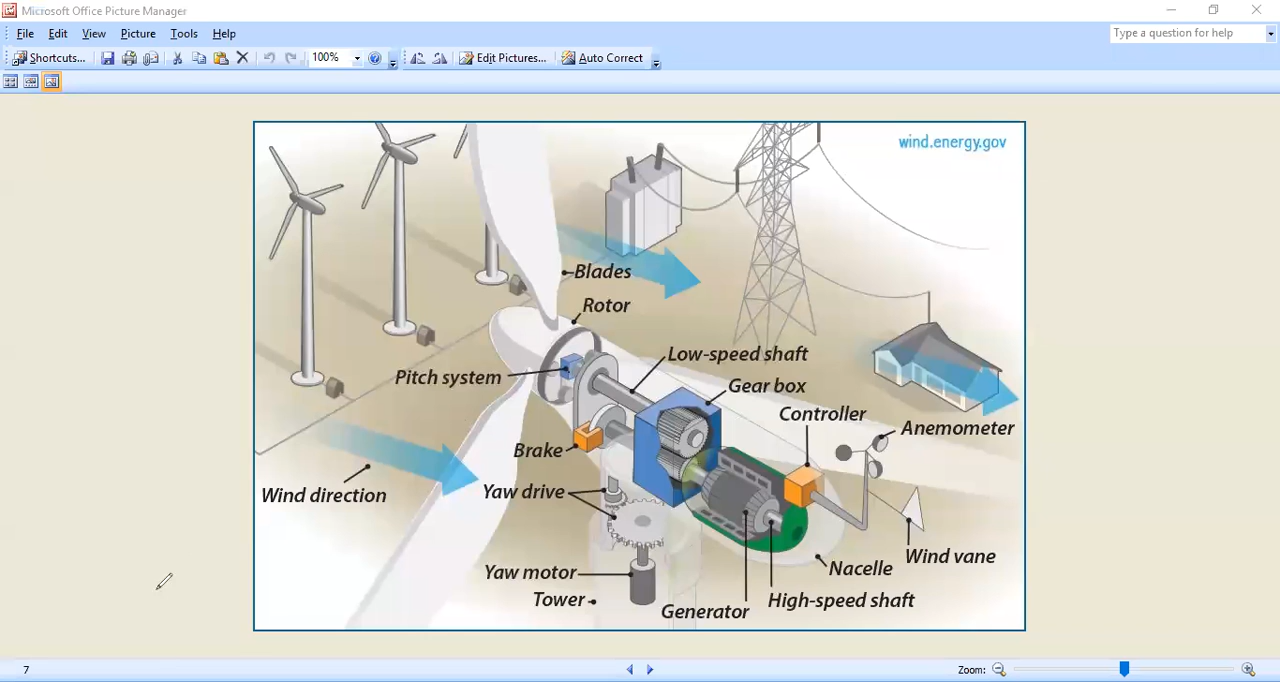 Microsoft Office Picture Manager
File Edit View Picture Tools Help
Type a question for help
Shortcuts... 100% Edit Pictures... Auto Correct
wind.energy.gov
Blades
Rotor
Low-speed shaft
Pitch system
Gear box
Controller
Anemometer
Brake
Yaw drive
Wind direction
Wind vane
Nacelle
Yaw motor
Tower
High-speed shaft
Generator
7
Zoom: